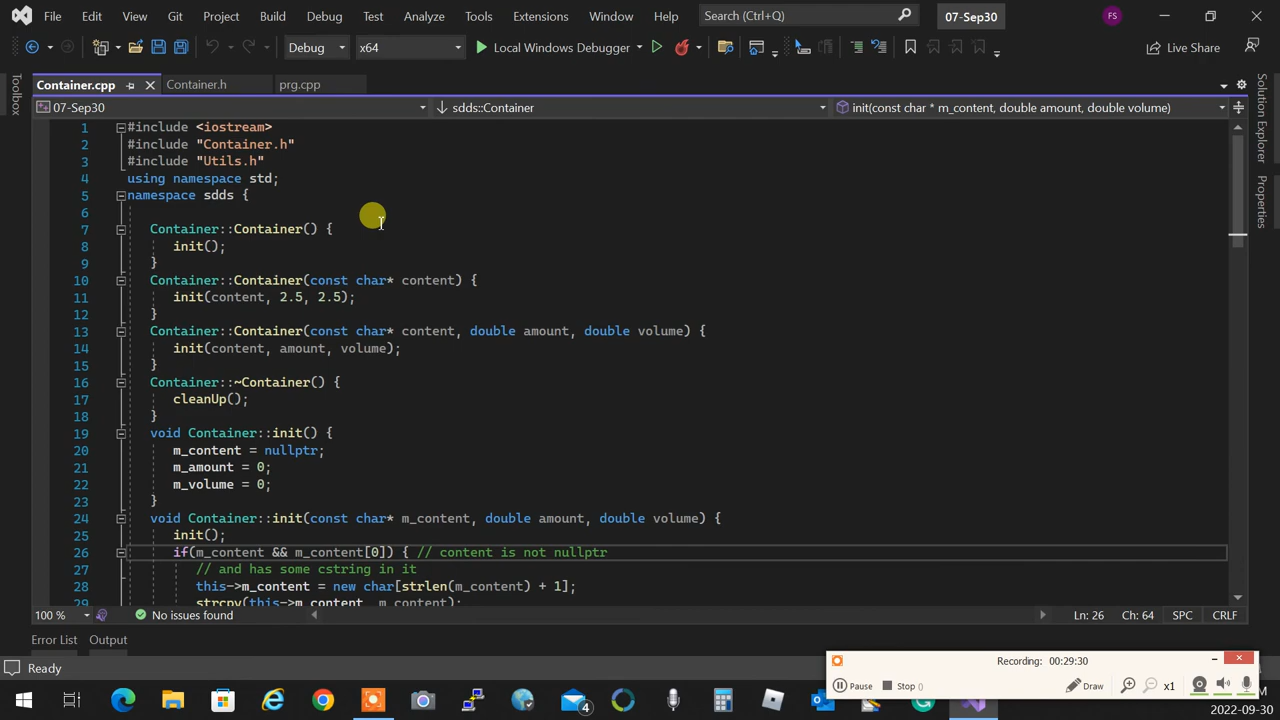 File Edit View Git Project Build Debug Test Analyze Tools Extensions Window Help Search (Ctrl+Q) 07-Sep30 FS
Debug x64 Local Windows Debugger Live Share
Container.cpp Container.h prg.cpp
07-Sep30 sdds::Container init(const char * m_content, double amount, double volume)
Toolbox
Solution Explorer
Properties
1 #include <iostream>
2 #include "Container.h"
3 #include "Utils.h"
4 using namespace std;
5 namespace sdds {
6
7 Container::Container() {
8 init();
9 }
10 Container::Container(const char* content) {
11 init(content, 2.5, 2.5);
12 }
13 Container::Container(const char* content, double amount, double volume) {
14 init(content, amount, volume);
15 }
16 Container::~Container() {
17 cleanUp();
18 }
19 void Container::init() {
20 m_content = nullptr;
21 m_amount = 0;
22 m_volume = 0;
23 }
24 void Container::init(const char* m_content, double amount, double volume) {
25 init();
26 if(m_content && m_content[0]) { // content is not nullptr
27 // and has some cstring in it
28 this->m_content = new char[strlen(m_content) + 1];
29 strcpy(this->m_content, m_content);
100 % No issues found Ln: 26 Ch: 64 SPC CRLF
Error List Output
Ready
Recording: 00:29:30
Pause Stop () Draw x1
4
M
2022-09-30